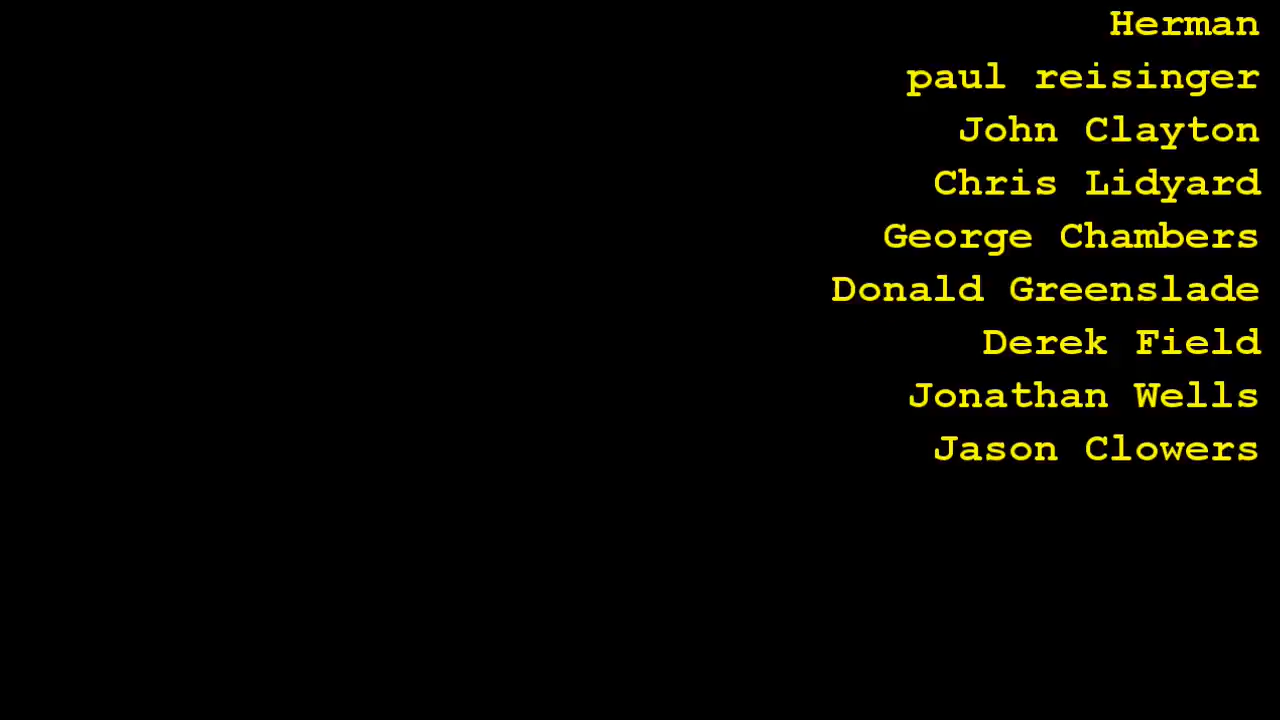 Herman
paul reisinger
John Clayton
Chris Lidyard
George Chambers
Donald Greenslade
Derek Field
Jonathan Wells
Jason Clowers